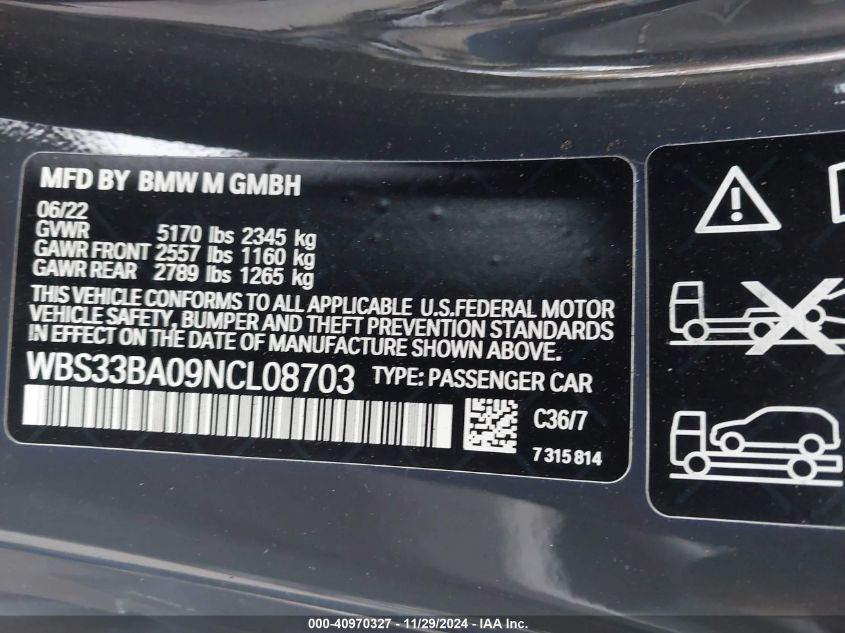 MFD BY BMW M GMBH
06/22
GVWR 5170 lbs 2345 kg
GAWR FRONT 2557 lbs 1160 kg
GAWR REAR 2789 lbs 1265 kg
THIS VEHICLE CONFORMS TO ALL APPLICABLE U.S.FEDERAL MOTOR
VEHICLE SAFETY, BUMPER AND THEFT PREVENTION STANDARDS
IN EFFECT ON THE DATE OF MANUFACTURE SHOWN ABOVE.
WBS33BA09NCL08703 TYPE: PASSENGER CAR
C36/7
7 315 814
000-40970327 - 11/29/2024 - IAA Inc.